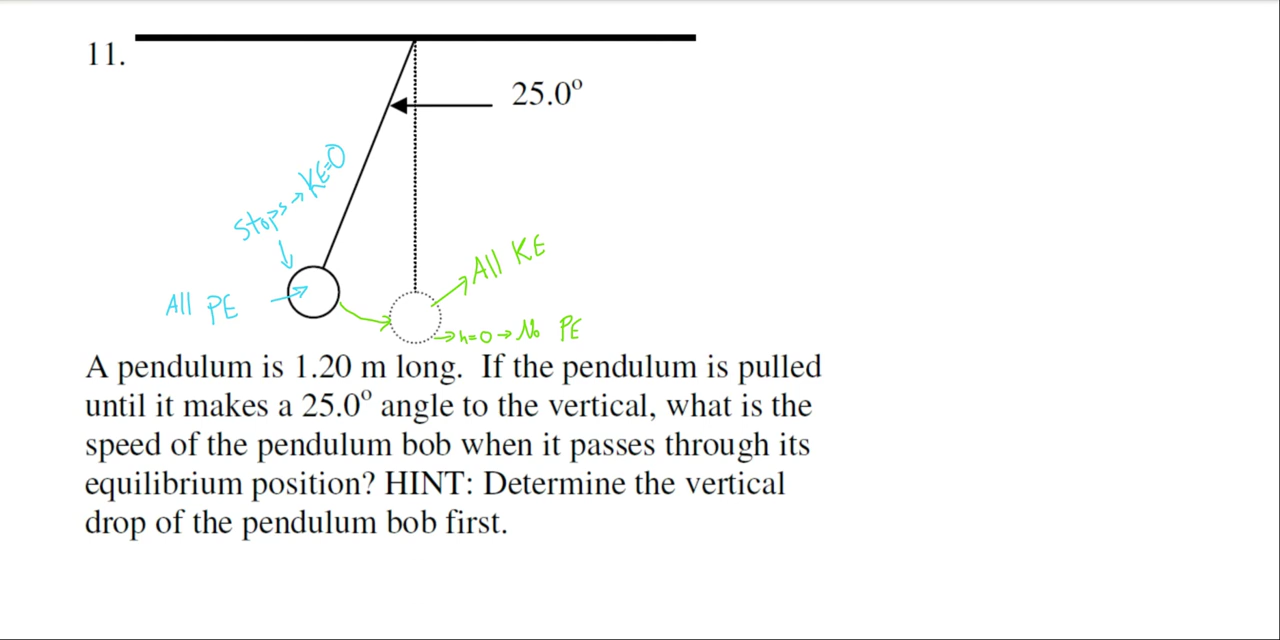 11.
25.0º
Stops → KE=0
All KE
All PE
→ h=0 → No PE
A pendulum is 1.20 m long. If the pendulum is pulled
until it makes a 25.0º angle to the vertical, what is the
speed of the pendulum bob when it passes through its
equilibrium position? HINT: Determine the vertical
drop of the pendulum bob first.